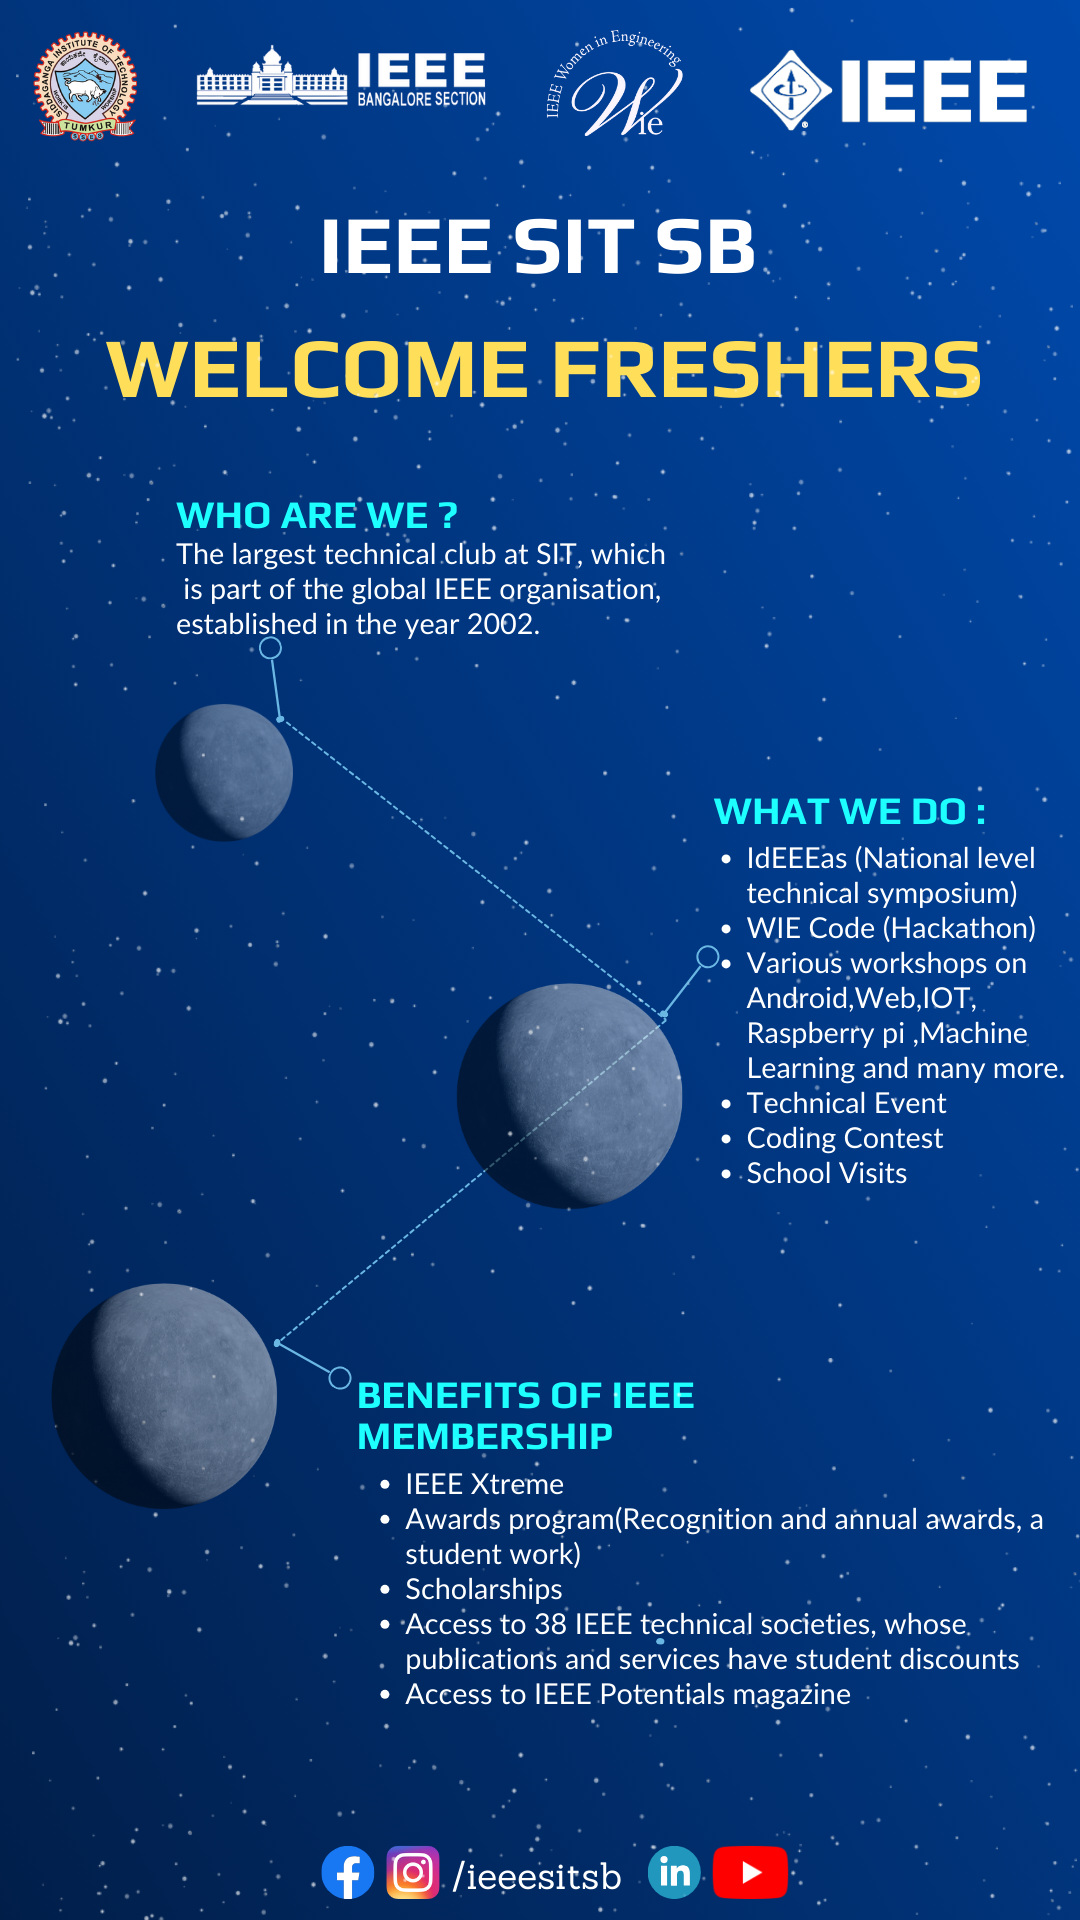 SIDDAGANGA INSTITUTE OF TECHNOLOGY
TUMKUR
IEEE
BANGALORE SECTION
IEEE Women in Engineering
Wie
IEEE
IEEE SIT SB
WELCOME FRESHERS
WHO ARE WE ?
The largest technical club at SIT, which
is part of the global IEEE organisation,
established in the year 2002.
WHAT WE DO :
• IdEEEas (National level
technical symposium)
• WIE Code (Hackathon)
• Various workshops on
Android,Web,IOT,
Raspberry pi ,Machine
Learning and many more.
• Technical Event
• Coding Contest
• School Visits
BENEFITS OF IEEE
MEMBERSHIP
• IEEE Xtreme
• Awards program(Recognition and annual awards, a
student work)
• Scholarships
• Access to 38 IEEE technical societies, whose
publications and services have student discounts
• Access to IEEE Potentials magazine
/ieeesitsb